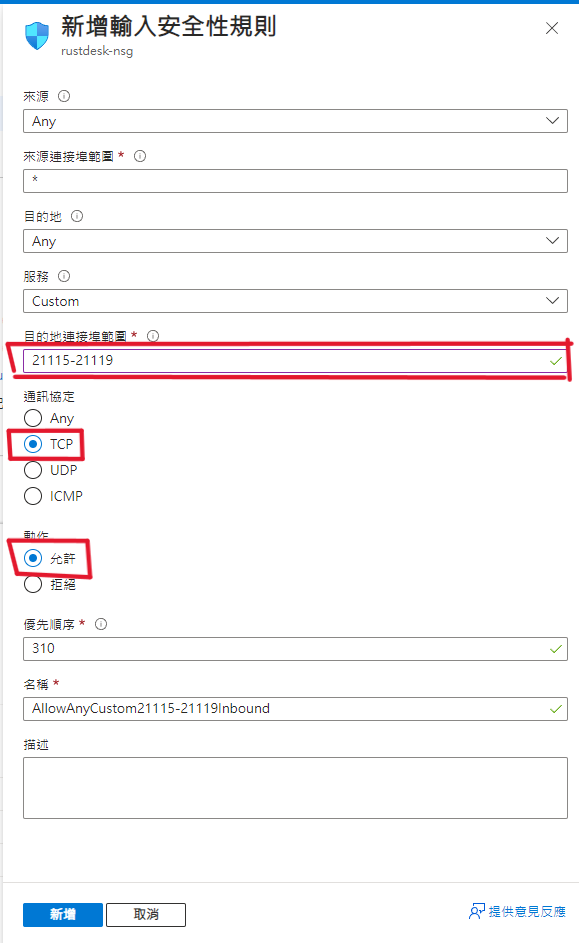 新增輸入安全性規則
rustdesk-nsg
來源
Any
來源連接埠範圍 *
*
目的地
Any
服務
Custom
目的地連接埠範圍 *
21115-21119
通訊協定
Any
TCP
UDP
ICMP
動作
允許
拒絕
優先順序 *
310
名稱 *
AllowAnyCustom21115-21119Inbound
描述
新增
取消
提供意見反應